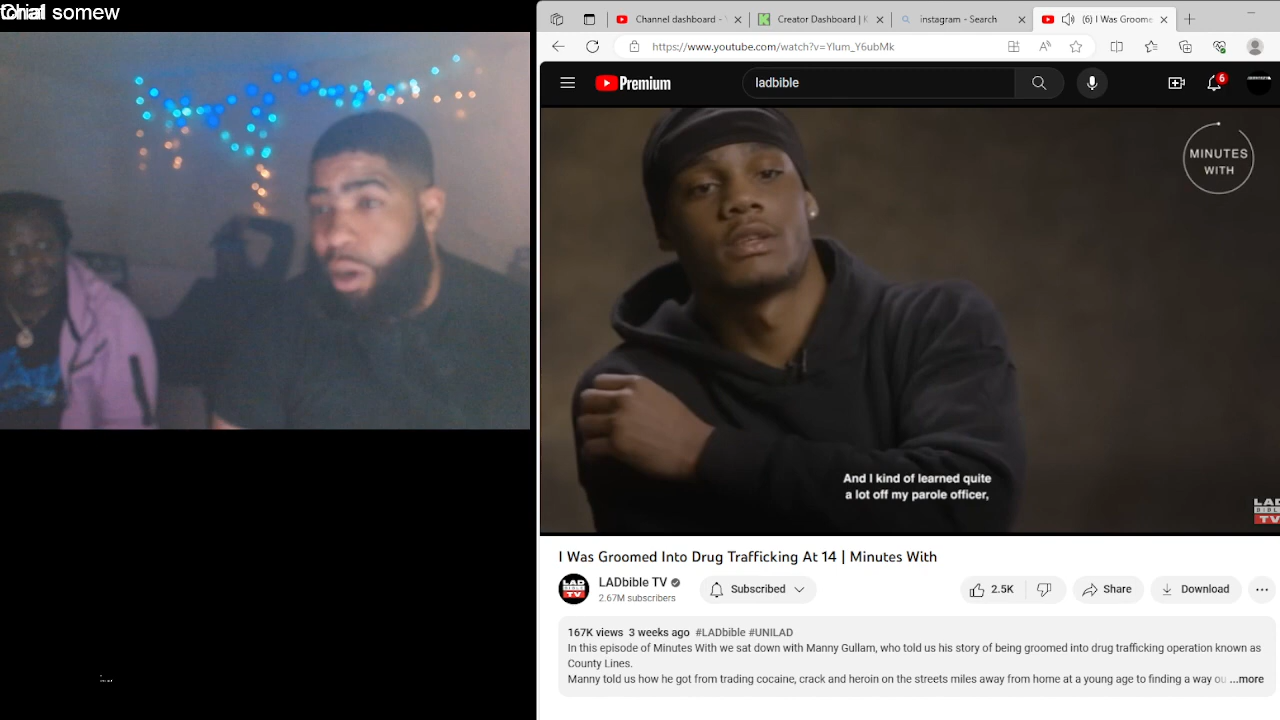 somew
Channel dashboard -
Creator Dashboard | K
instagram - Search
(6) I Was Groome
https://www.youtube.com/watch?v=Ylum_Y6ubMk
Premium
ladbible
6
MINUTES
WITH
And I kind of learned quite
a lot off my parole officer,
LAD
BIBLE
TV
I Was Groomed Into Drug Trafficking At 14 | Minutes With
LADbible TV
2.67M subscribers
Subscribed
2.5K
Share
Download
167K views 3 weeks ago #LADbible #UNILAD
In this episode of Minutes With we sat down with Manny Gullam, who told us his story of being groomed into drug trafficking operation known as
County Lines.
Manny told us how he got from trading cocaine, crack and heroin on the streets miles away from home at a young age to finding a way ou ...more